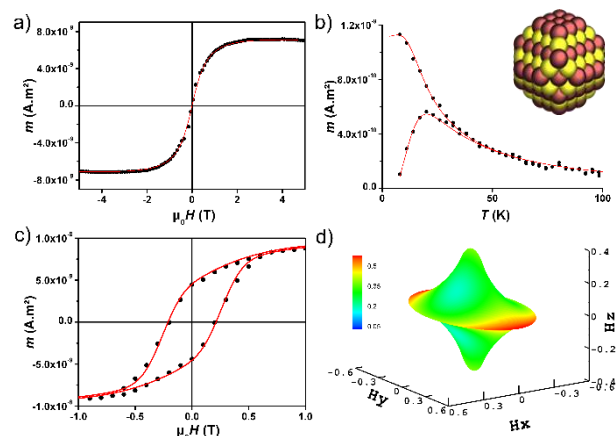 a)
m (A.m²)
8.0x10⁻⁹
4.0x10⁻⁹
0.0
-4.0x10⁻⁹
-8.0x10⁻⁹
-4 -2 0 2 4
μ₀H (T)
b)
m (A.m²)
1.2x10⁻⁹
8.0x10⁻¹⁰
4.0x10⁻¹⁰
0.0
0 50 100
T (K)
c)
m (A.m²)
1.0x10⁻⁸
5.0x10⁻⁹
0.0
-5.0x10⁻⁹
-1.0x10⁻⁸
-1.0 -0.5 0.0 0.5 1.0
μ₀H (T)
d)
0.5
0.35
0.2
0.05
0.4
0.2
0
-0.2
-0.4
Hz
-0.6
-0.3
0
0.3
0.6
Hy
0.6
0.3
0
-0.3
-0.6
Hx